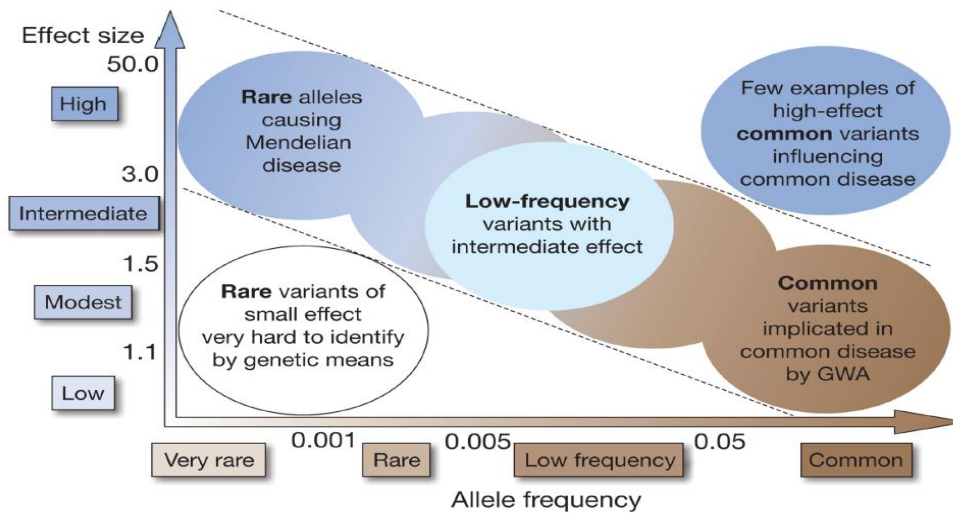 Effect size
50.0
High
3.0
Intermediate
1.5
Modest
1.1
Low
Rare alleles
causing
Mendelian
disease
Few examples of
high-effect
common variants
influencing
common disease
Low-frequency
variants with
intermediate effect
Rare variants of
small effect
very hard to identify
by genetic means
Common
variants
implicated in
common disease
by GWA
0.001
0.005
0.05
Very rare
Rare
Low frequency
Common
Allele frequency